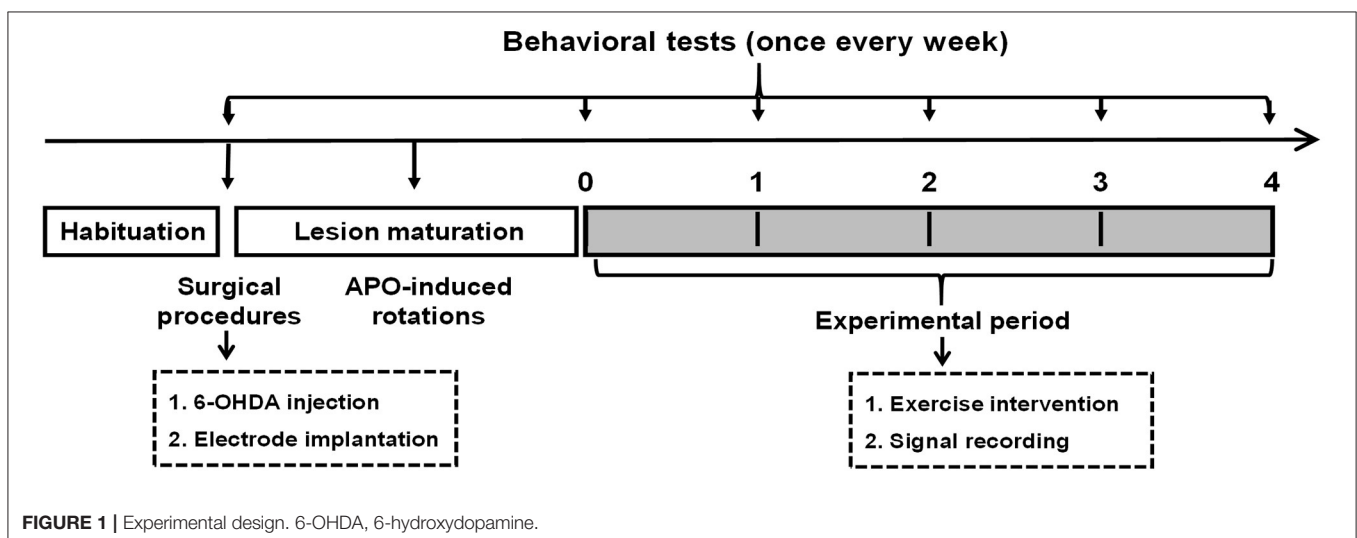 Behavioral tests (once every week)
0 1 2 3 4
Habituation Lesion maturation
Surgical
procedures
APO-induced
rotations
Experimental period
1. 6-OHDA injection
2. Electrode implantation
1. Exercise intervention
2. Signal recording
FIGURE 1 | Experimental design. 6-OHDA, 6-hydroxydopamine.